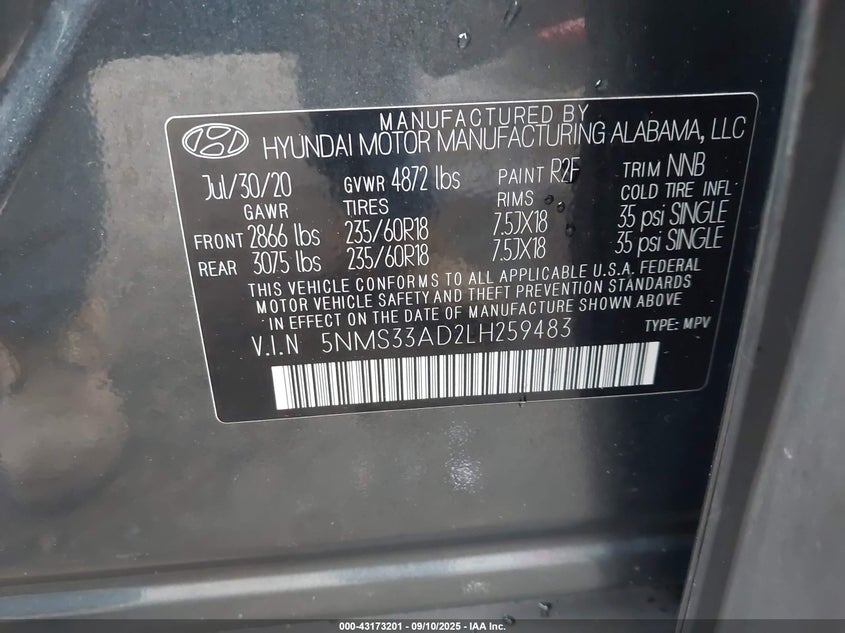 MANUFACTURED BY
HYUNDAI MOTOR MANUFACTURING ALABAMA, LLC
Jul/30/20 GVWR 4872 lbs PAINT R2F TRIM NNB
GAWR TIRES RIMS COLD TIRE INFL
FRONT 2866 lbs 235/60R18 7.5JX18 35 psi SINGLE
REAR 3075 lbs 235/60R18 7.5JX18 35 psi SINGLE
THIS VEHICLE CONFORMS TO ALL APPLICABLE U.S.A. FEDERAL
MOTOR VEHICLE SAFETY AND THEFT PREVENTION STANDARDS
IN EFFECT ON THE DATE OF MANUFACTURE SHOWN ABOVE
V.I.N 5NMS33AD2LH259483 TYPE: MPV
000-43173201 - 09/10/2025 - IAA Inc.